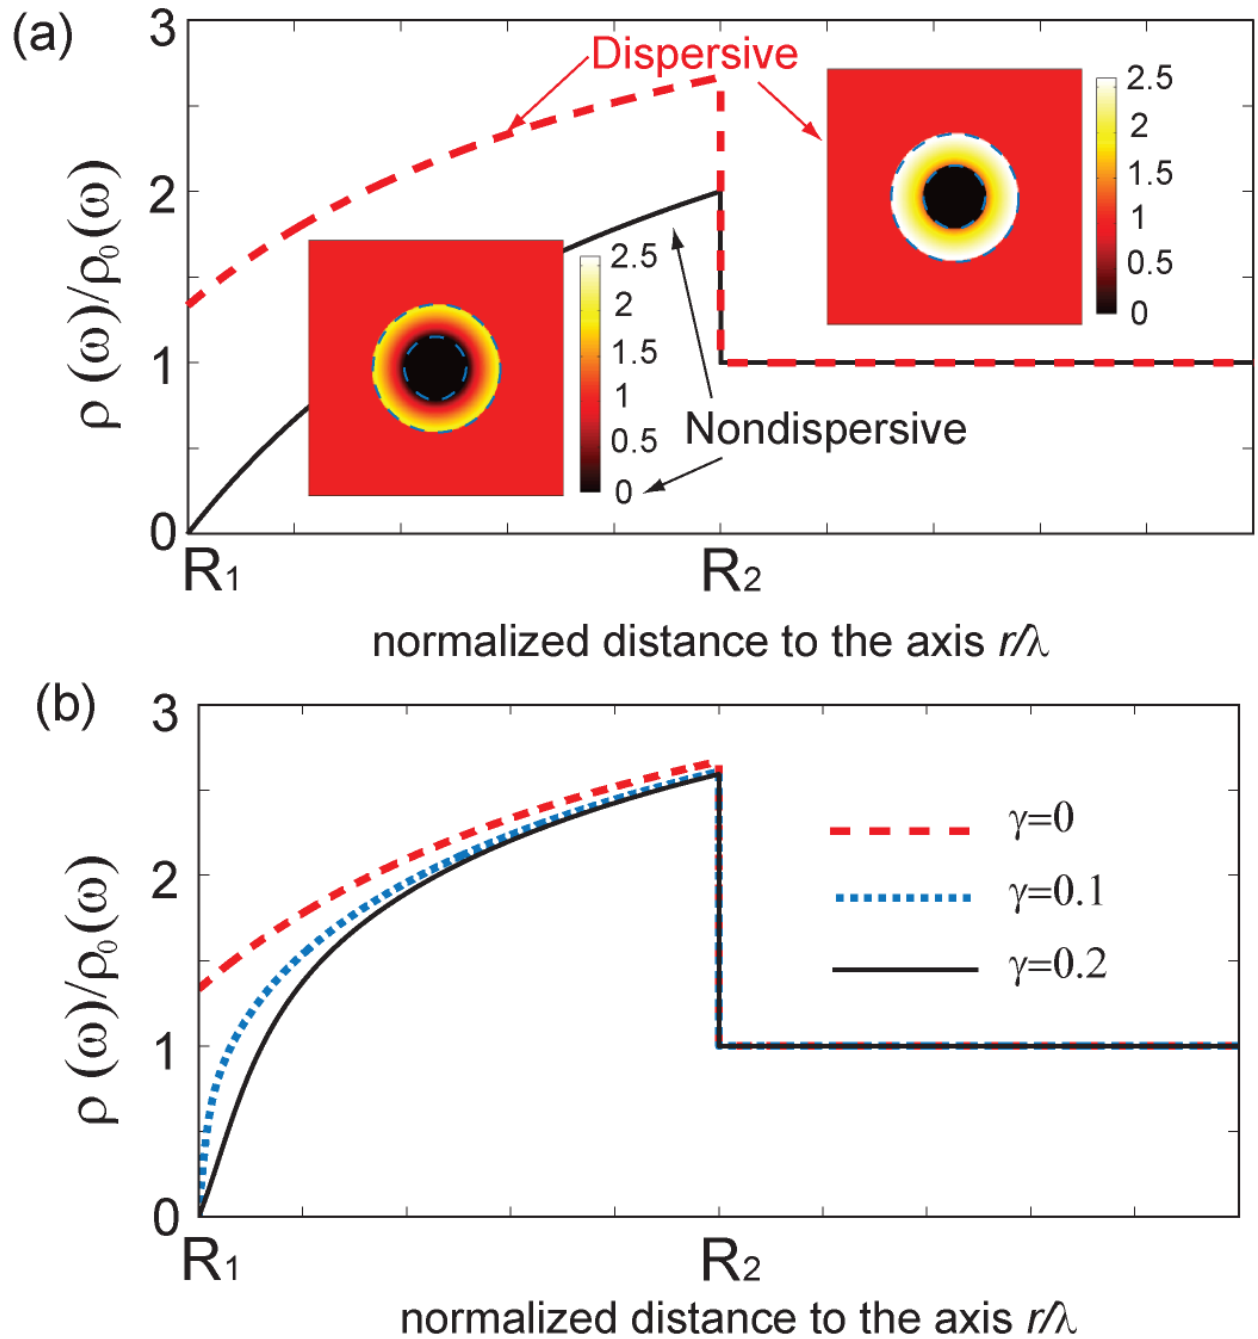 (a)
3
2
1
0
ρ (ω)/ρ₀(ω)
Dispersive
2.5
2
1.5
1
0.5
0
2.5
2
1.5
1
0.5
0
Nondispersive
R₁
R₂
normalized distance to the axis r/λ
(b)
3
2
1
0
ρ (ω)/ρ₀(ω)
γ=0
γ=0.1
γ=0.2
R₁
R₂
normalized distance to the axis r/λ